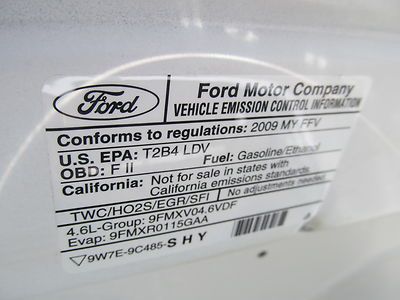 Ford
Ford Motor Company
VEHICLE EMISSION CONTROL INFORMATION
Conforms to regulations: 2009 MY FFV
U.S. EPA: T2B4 LDV Fuel: Gasoline/Ethanol
OBD: F II
California: Not for sale in states with
California emissions standards.
TWC/HO2S/EGR/SFI No adjustments needed.
4.6L-Group: 9FMXV04.6VDF
Evap: 9FMXR0115GAA
9W7E-9C485-SHY